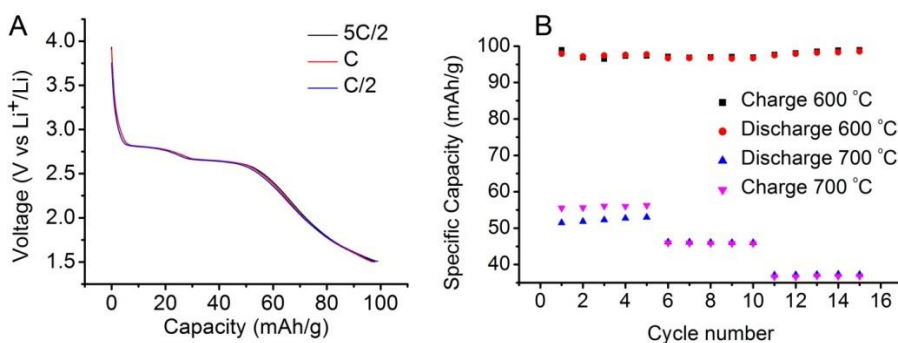 A
5C/2
C
C/2
4.0
3.5
3.0
2.5
2.0
1.5
Voltage (V vs Li⁺/Li)
0 20 40 60 80 100
Capacity (mAh/g)
B
100
90
80
70
60
50
40
Specific Capacity (mAh/g)
Charge 600 °C
Discharge 600 °C
Discharge 700 °C
Charge 700 °C
0 2 4 6 8 10 12 14 16
Cycle number